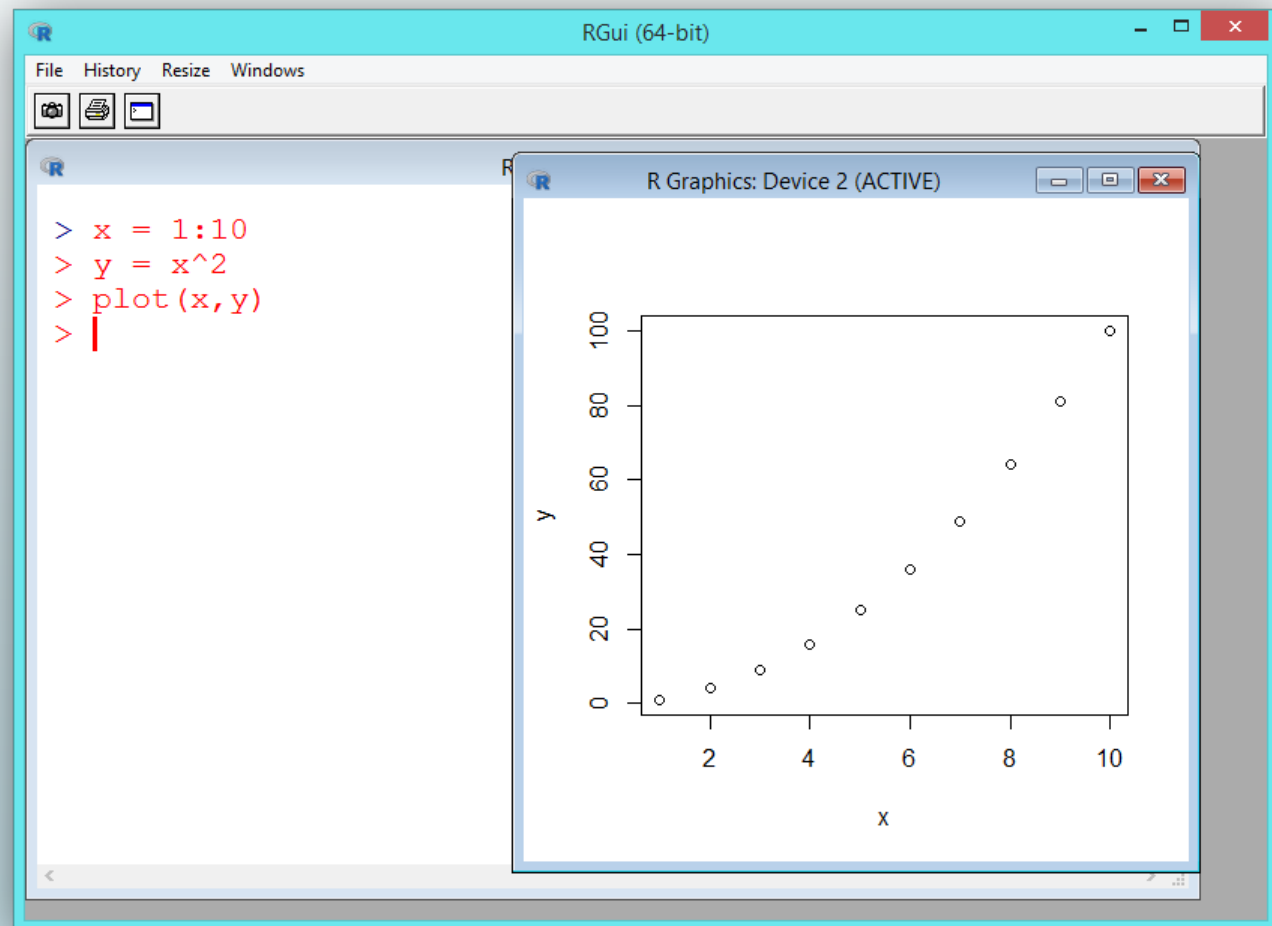 RGui (64-bit)
File History Resize Windows
R
> x = 1:10
> y = x^2
> plot(x,y)
>
R Graphics: Device 2 (ACTIVE)
100
80
60
40
20
0
y
2 4 6 8 10
x